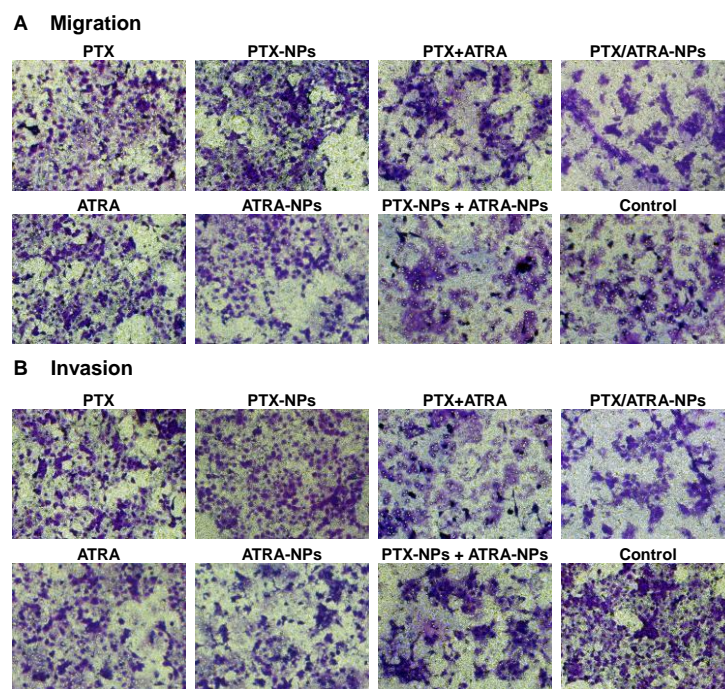 A Migration
PTX PTX-NPs PTX+ATRA PTX/ATRA-NPs
ATRA ATRA-NPs PTX-NPs + ATRA-NPs Control
B Invasion
PTX PTX-NPs PTX+ATRA PTX/ATRA-NPs
ATRA ATRA-NPs PTX-NPs + ATRA-NPs Control